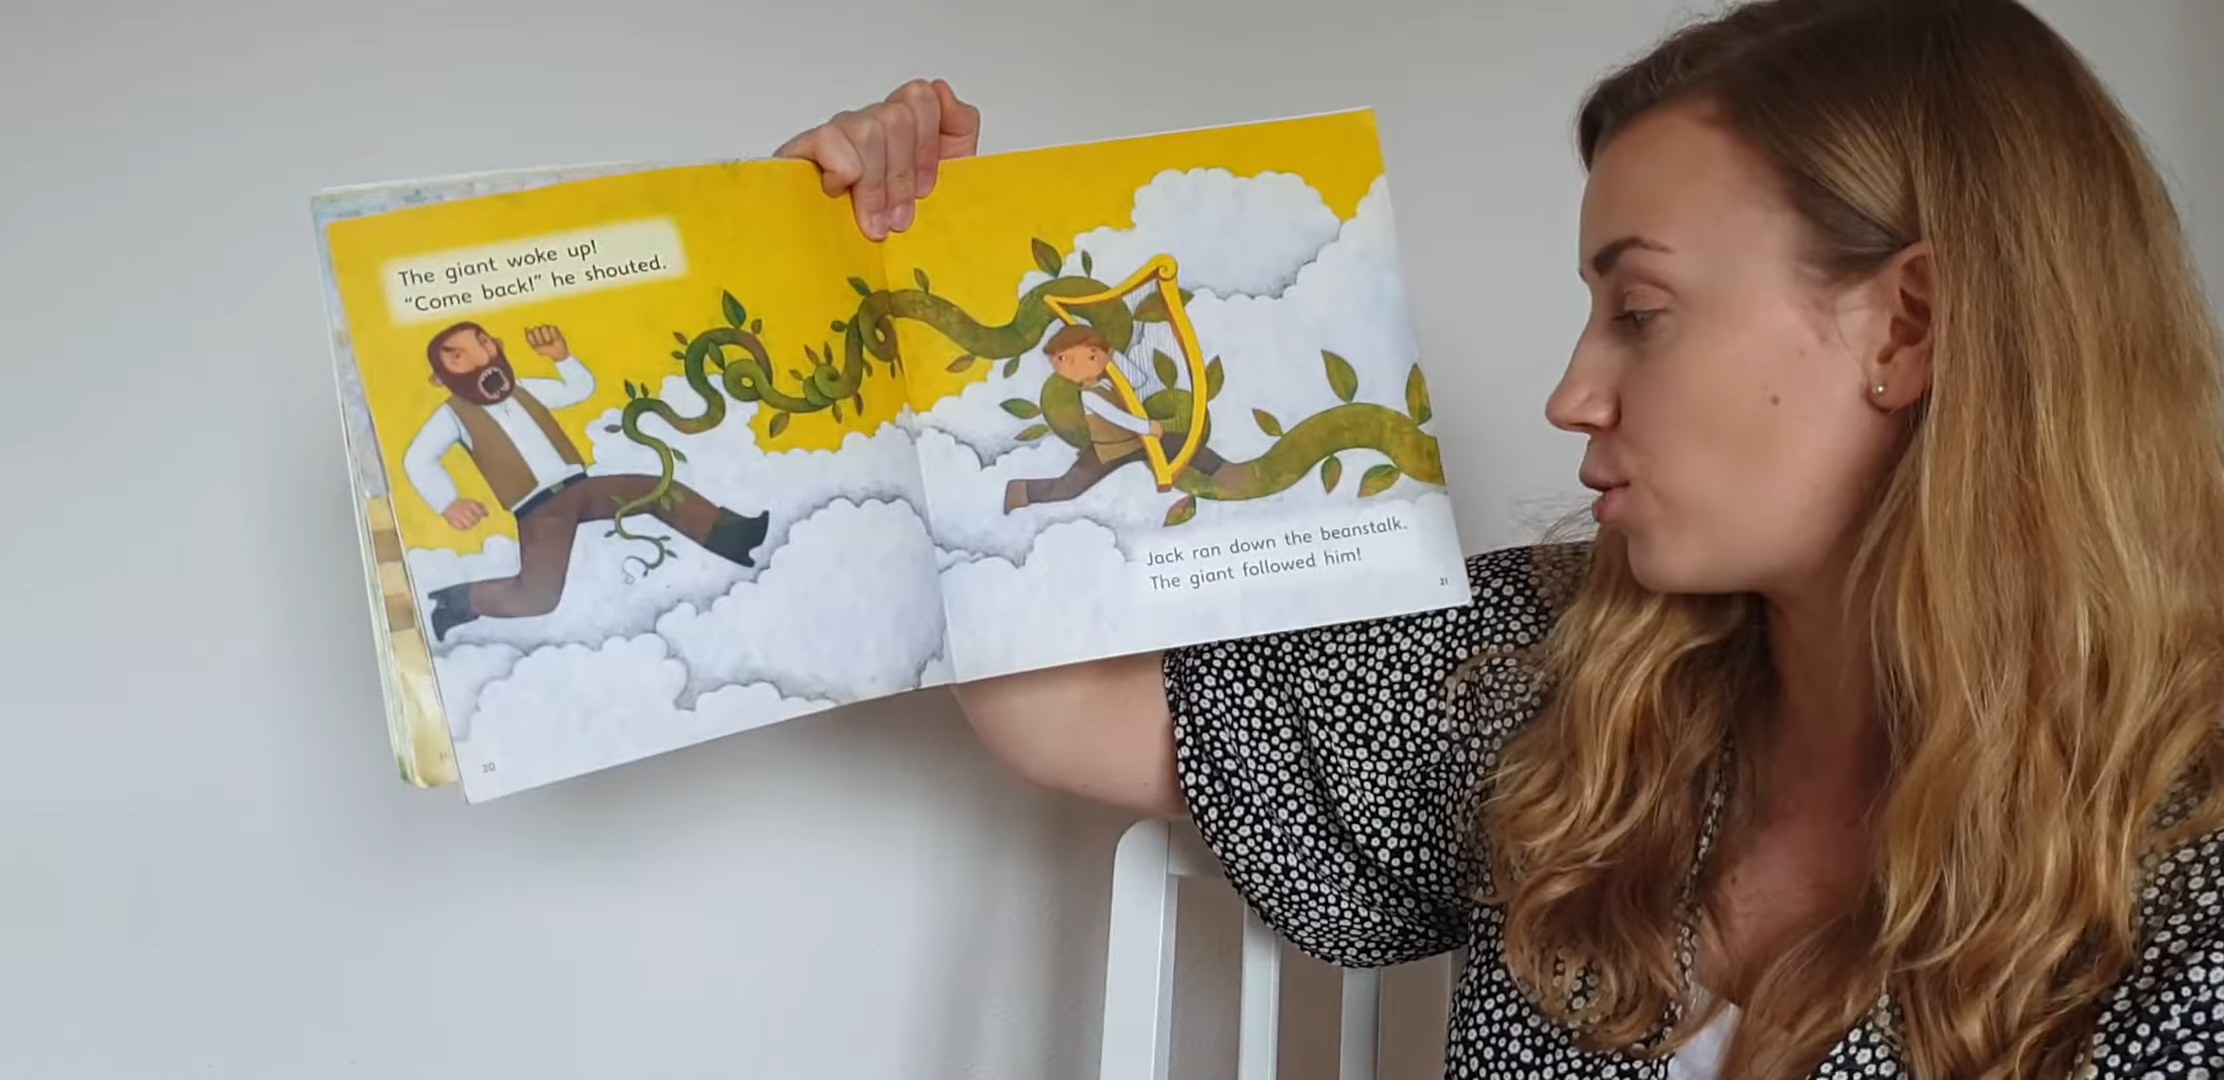 The giant woke up!
“Come back!” he shouted.
20
Jack ran down the beanstalk.
The giant followed him!
21